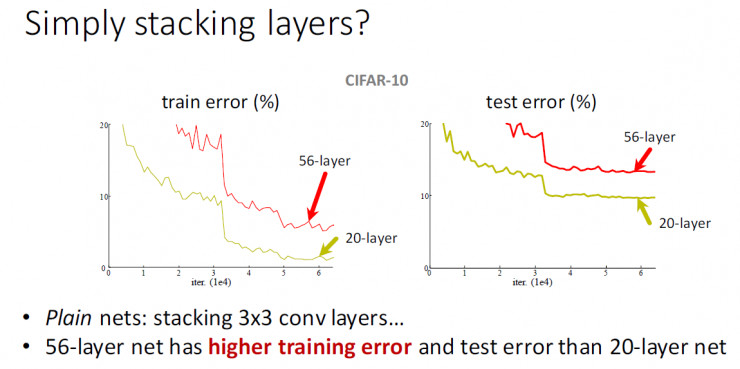 Simply stacking layers?
CIFAR-10
train error (%)
20
10
0
0 1 2 3 4 5 6
iter. (1e4)
56-layer
20-layer
test error (%)
20
10
0
0 1 2 3 4 5 6
iter. (1e4)
56-layer
20-layer
• Plain nets: stacking 3x3 conv layers...
• 56-layer net has higher training error and test error than 20-layer net